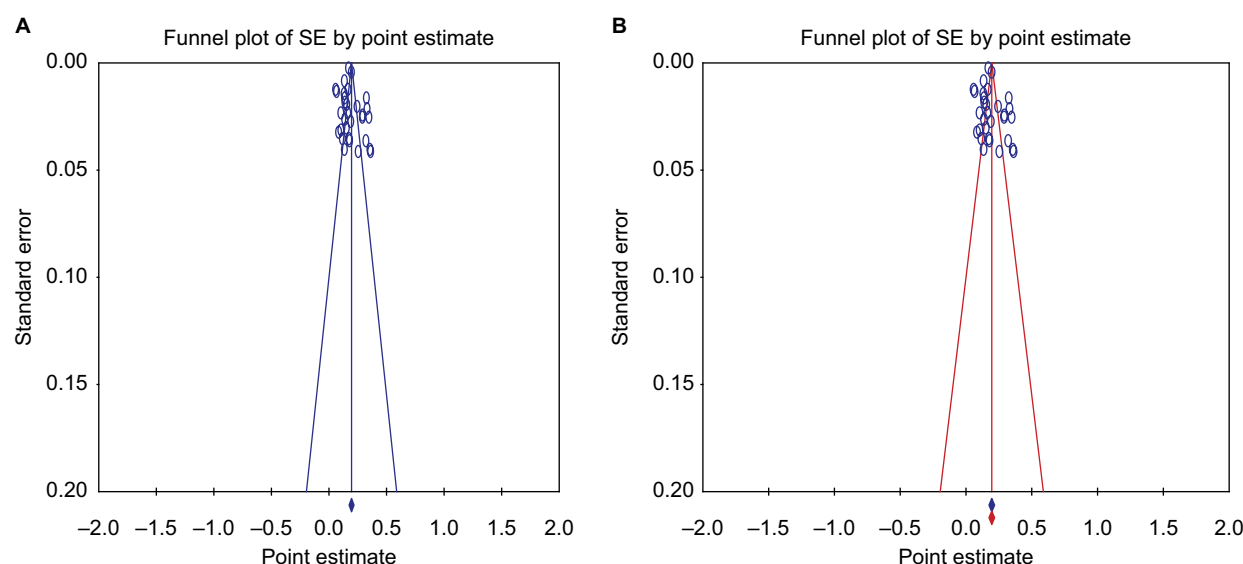 A
Funnel plot of SE by point estimate
0.00
0.05
0.10
0.15
0.20
Standard error
–2.0 –1.5 –1.0 –0.5 0.0 0.5 1.0 1.5 2.0
Point estimate
B
Funnel plot of SE by point estimate
0.00
0.05
0.10
0.15
0.20
Standard error
–2.0 –1.5 –1.0 –0.5 0.0 0.5 1.0 1.5 2.0
Point estimate